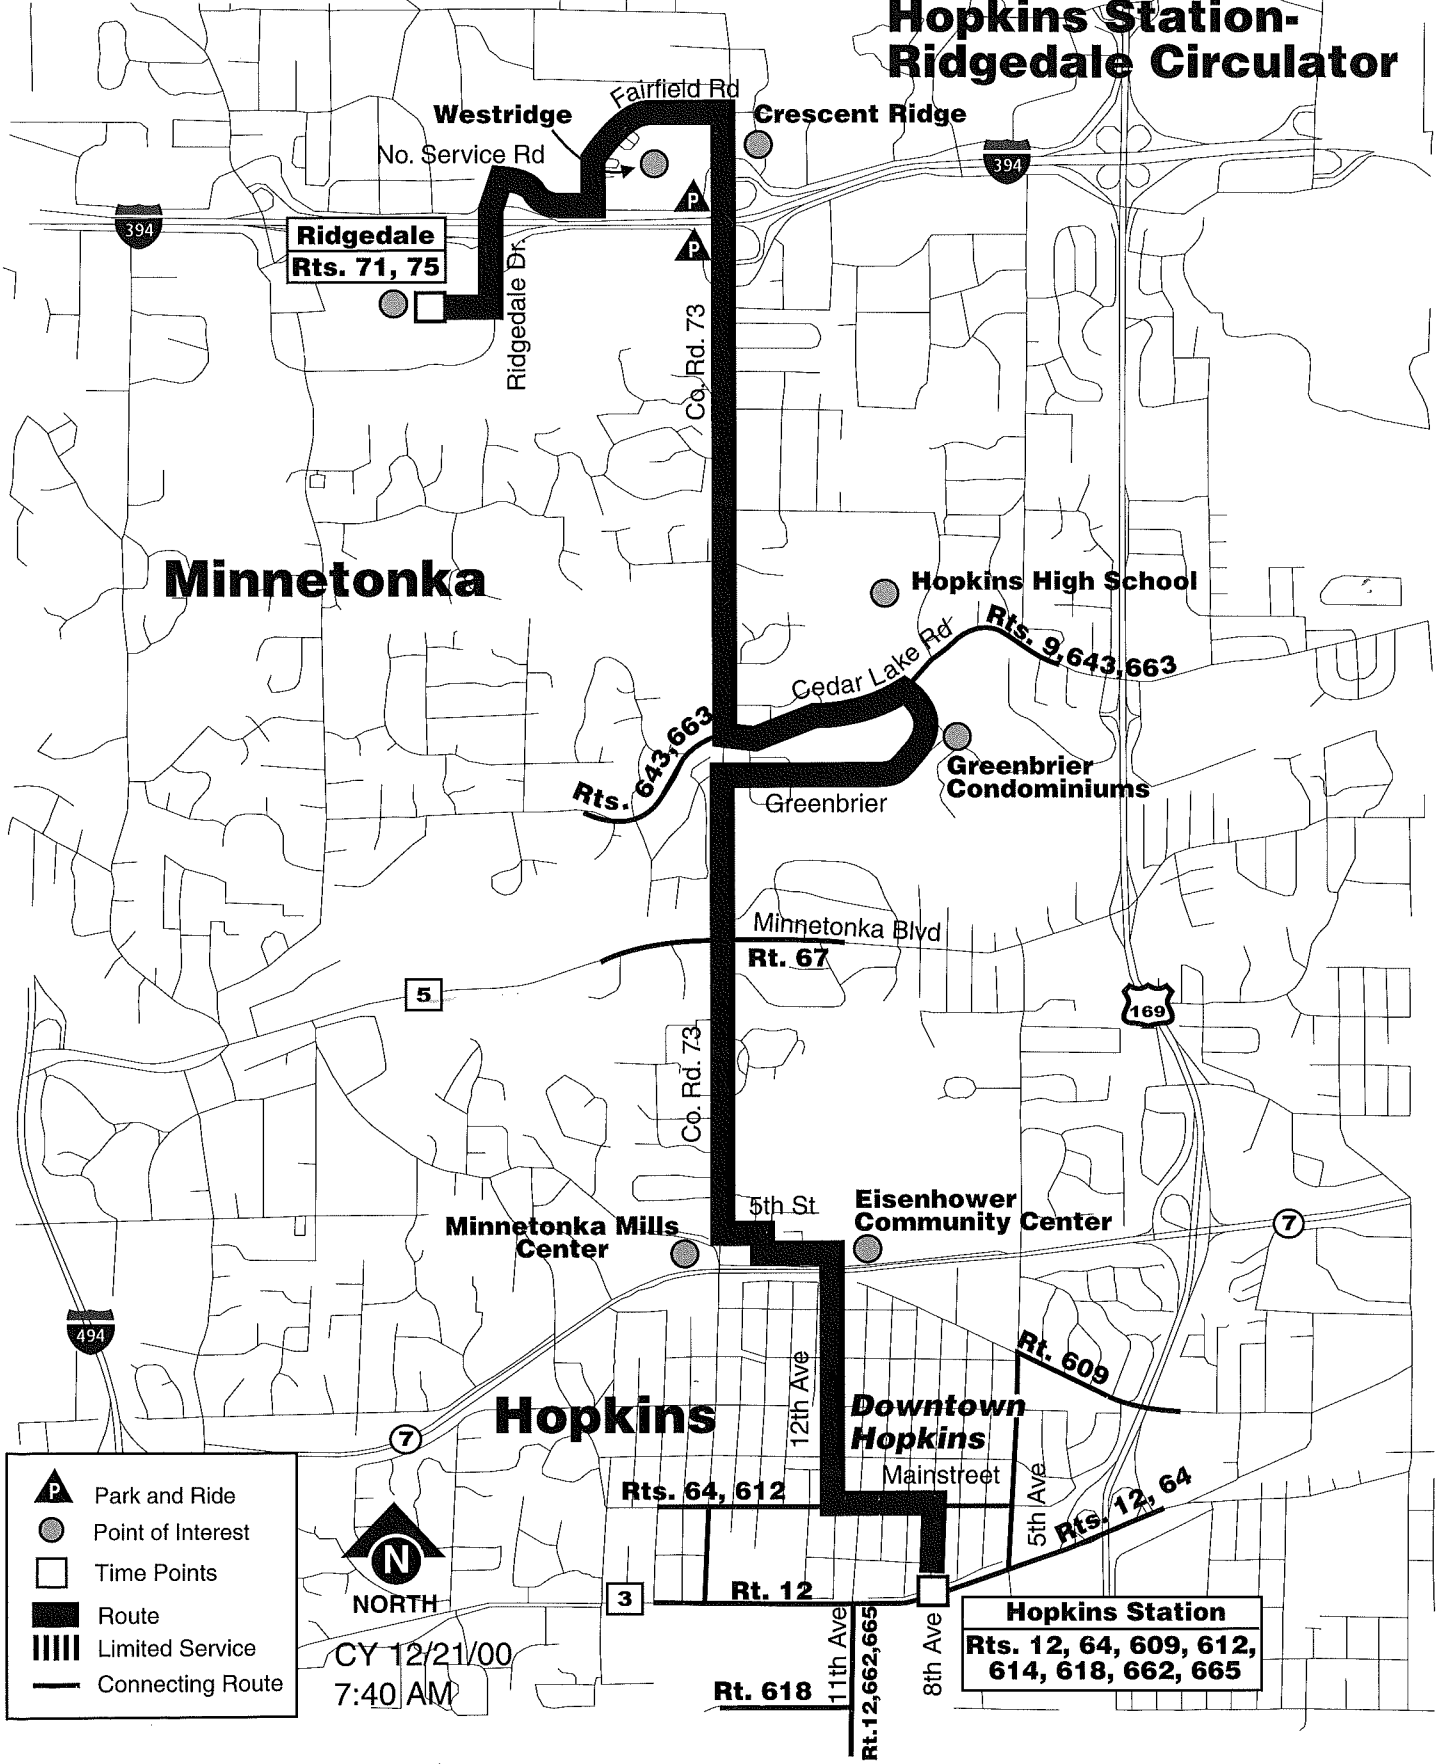 Hopkins Station-
Ridgedale Circulator
Fairfield Rd
Westridge
Crescent Ridge
No. Service Rd
394
P
394
Ridgedale
Rts. 71, 75
P
Ridgedale Dr.
Co. Rd. 73
Minnetonka
Hopkins High School
Rts. 9,643,663
Cedar Lake Rd
Rts. 643,663
Greenbrier
Condominiums
Greenbrier
Minnetonka Blvd
Rt. 67
5
169
Co. Rd. 73
5th St.
Eisenhower
Community Center
Minnetonka Mills
Center
7
494
Rt. 609
12th Ave
Hopkins
Downtown
Hopkins
7
Mainstreet
5th Ave
Rts. 64, 612
Rts. 12, 64
P Park and Ride
Point of Interest
Time Points
Route
Limited Service
Connecting Route
N
NORTH
3
Rt. 12
Hopkins Station
Rts. 12, 64, 609, 612,
614, 618, 662, 665
11th Ave
Rt.12,662,665
8th Ave
CY 12/21/00
7:40 AM
Rt. 618